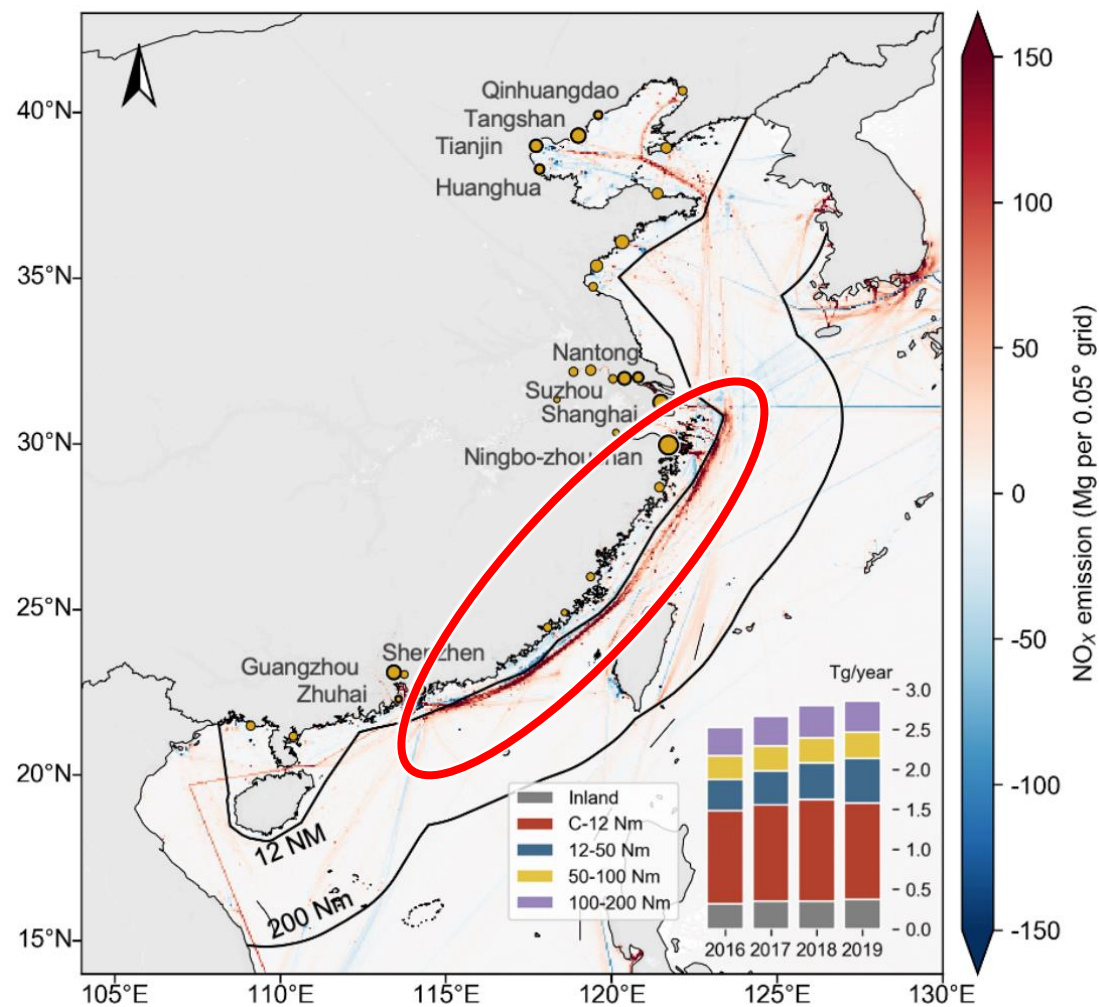 40°N
35°N
30°N
25°N
20°N
15°N
105°E
110°E
115°E
120°E
125°E
130°E
Qinhuangdao
Tangshan
Tianjin
Huanghua
Nantong
Suzhou
Shanghai
Ningbo-zhoushan
Shenzhen
Guangzhou
Zhuhai
12 NM
200 Nm
Inland
C-12 Nm
12-50 Nm
50-100 Nm
100-200 Nm
Tg/year
3.0
2.5
2.0
1.5
1.0
0.5
0.0
2016 2017 2018 2019
150
100
50
0
-50
-100
-150
NOX emission (Mg per 0.05° grid)